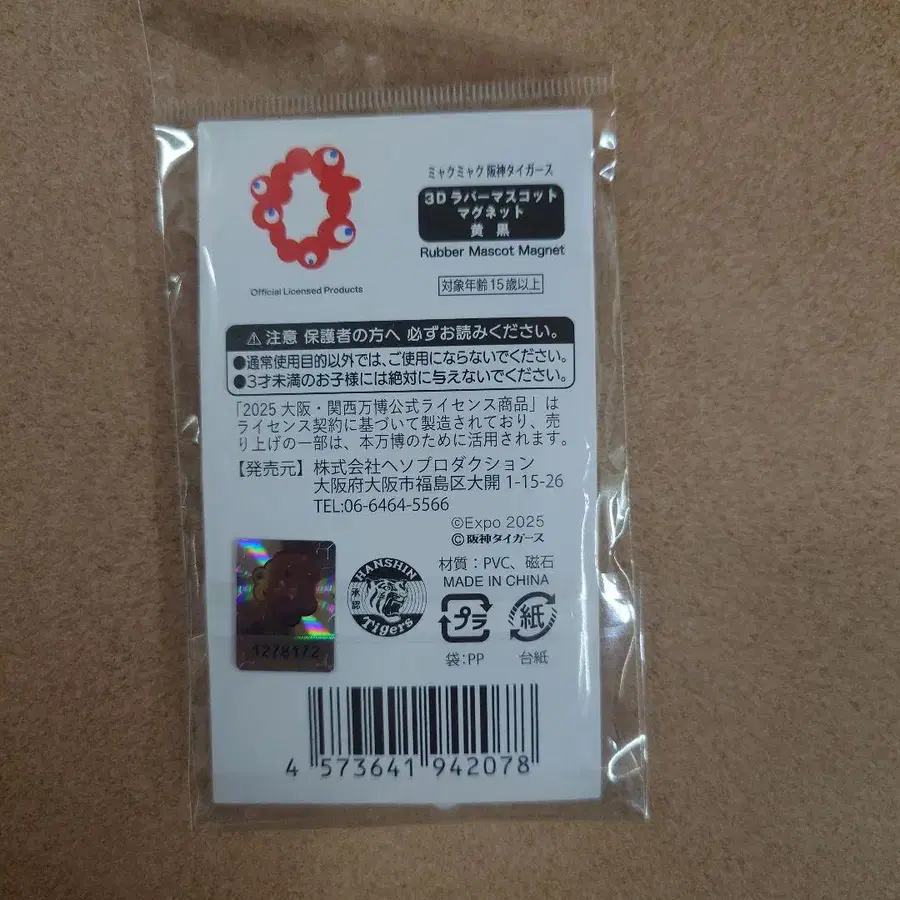 ミャクミャク 阪神タイガース
3Dラバーマスコット
マグネット
黄 黒
Rubber Mascot Magnet
Official Licensed Products
対象年齢15歳以上
⚠注意 保護者の方へ 必ずお読みください。
●通常使用目的以外では、ご使用にならないでください。
●3才未満のお子様には絶対に与えないでください。
「2025 大阪・関西万博公式ライセンス商品」は
ライセンス契約に基づいて製造されており、売
り上げの一部は、本万博のために活用されます。
【発売元】株式会社ヘソプロダクション
大阪府大阪市福島区大開 1-15-26
TEL:06-6464-5566
©Expo 2025
©阪神タイガース
材質：PVC、磁石
MADE IN CHINA
HANSHIN
承認
Tigers
プラ
紙
袋:PP
台紙
1278172
4 573641 942078